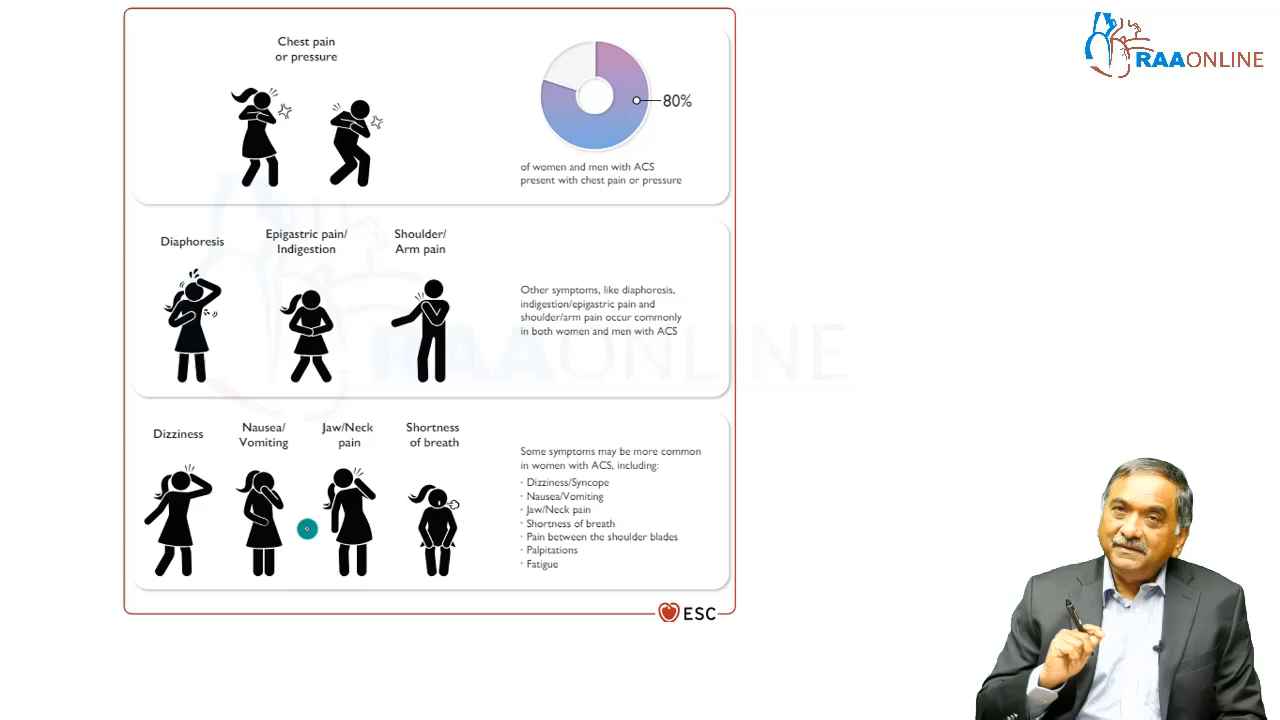 Chest pain
or pressure
80%
of women and men with ACS
present with chest pain or pressure
RAAONLINE
Diaphoresis
Epigastric pain/
Indigestion
Shoulder/
Arm pain
Other symptoms, like diaphoresis,
indigestion/epigastric pain and
shoulder/arm pain occur commonly
in both women and men with ACS
RAAONLINE
Dizziness
Nausea/
Vomiting
Jaw/Neck
pain
Shortness
of breath
Some symptoms may be more common
in women with ACS, including:
· Dizziness/Syncope
· Nausea/Vomiting
· Jaw/Neck pain
· Shortness of breath
· Pain between the shoulder blades
· Palpitations
· Fatigue
ESC